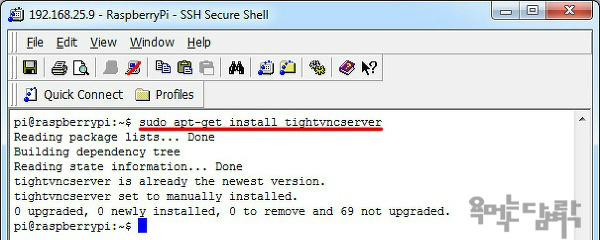 192.168.25.9 - RaspberryPi - SSH Secure Shell
File Edit View Window Help
Quick Connect Profiles
pi@raspberrypi:~$ sudo apt-get install tightvncserver
Reading package lists... Done
Building dependency tree
Reading state information... Done
tightvncserver is already the newest version.
tightvncserver set to manually installed.
0 upgraded, 0 newly installed, 0 to remove and 69 not upgraded.
pi@raspberrypi:~$